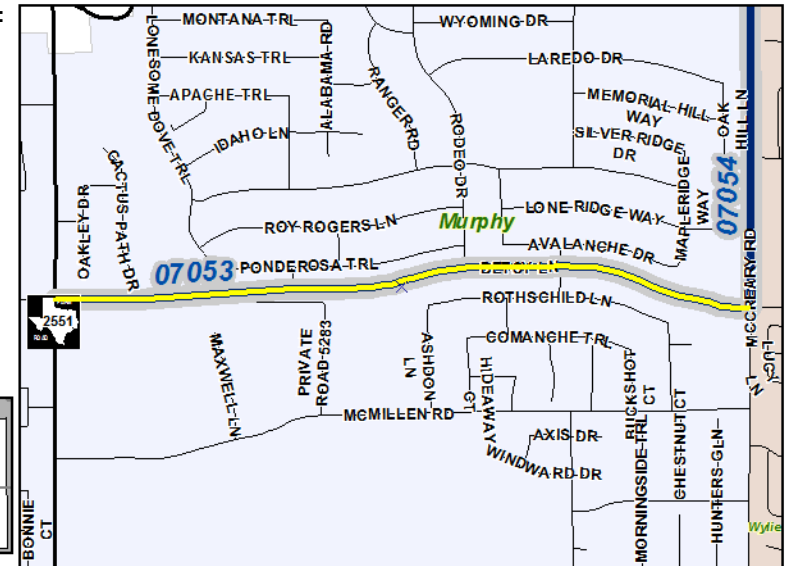 MONTANA TRL
WYOMING DR
KANSAS TRL
LAREDO DR
LONESOME DOVE TRL
ALABAMA RD
RANGER RD
APACHE TRL
MEMORIAL HILL
WAY
OAK
HILL LN
IDAHO LN
RODEO DR
SILVER RIDGE
DR
CACTUS PATH DR
OAKLEY DR
MAPLERIDGE
WAY
07054
ROY ROGERS LN
Murphy
LONE RIDGE WAY
AVALANCHE DR
07053
PONDEROSA TRL
MCCREARY RD
2551
ROAD
ROTHSCHILD LN
COMANCHE TRL
MAXWELL LN
PRIVATE
ROAD 5283
ASHDON
LN
HIDEAWAY
CT
BUCKSHOT
CT
LN
MCMILLEN RD
AXIS DR
WINDWARD DR
MORNINGSIDE TRL
CHESTNUT CT
HUNTERS GLN
BONNIE
CT
Wylie